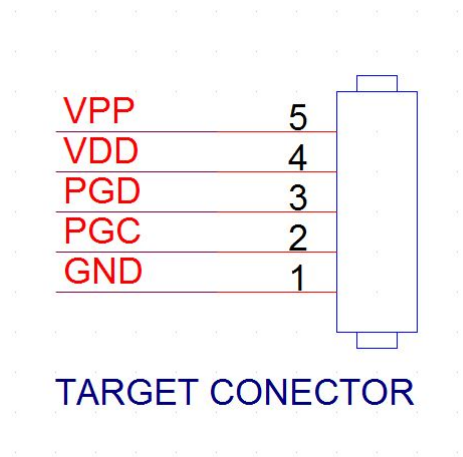 VPP 5
VDD 4
PGD 3
PGC 2
GND 1
TARGET CONECTOR